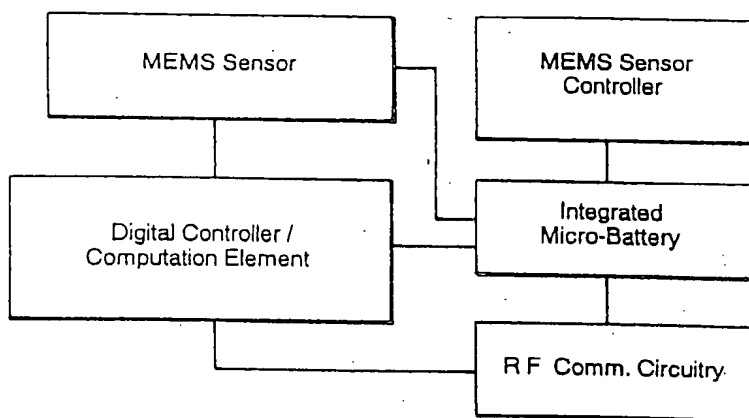 MEMS Sensor
MEMS Sensor
Controller
Digital Controller /
Computation Element
Integrated
Micro-Battery
R F Comm. Circuitry